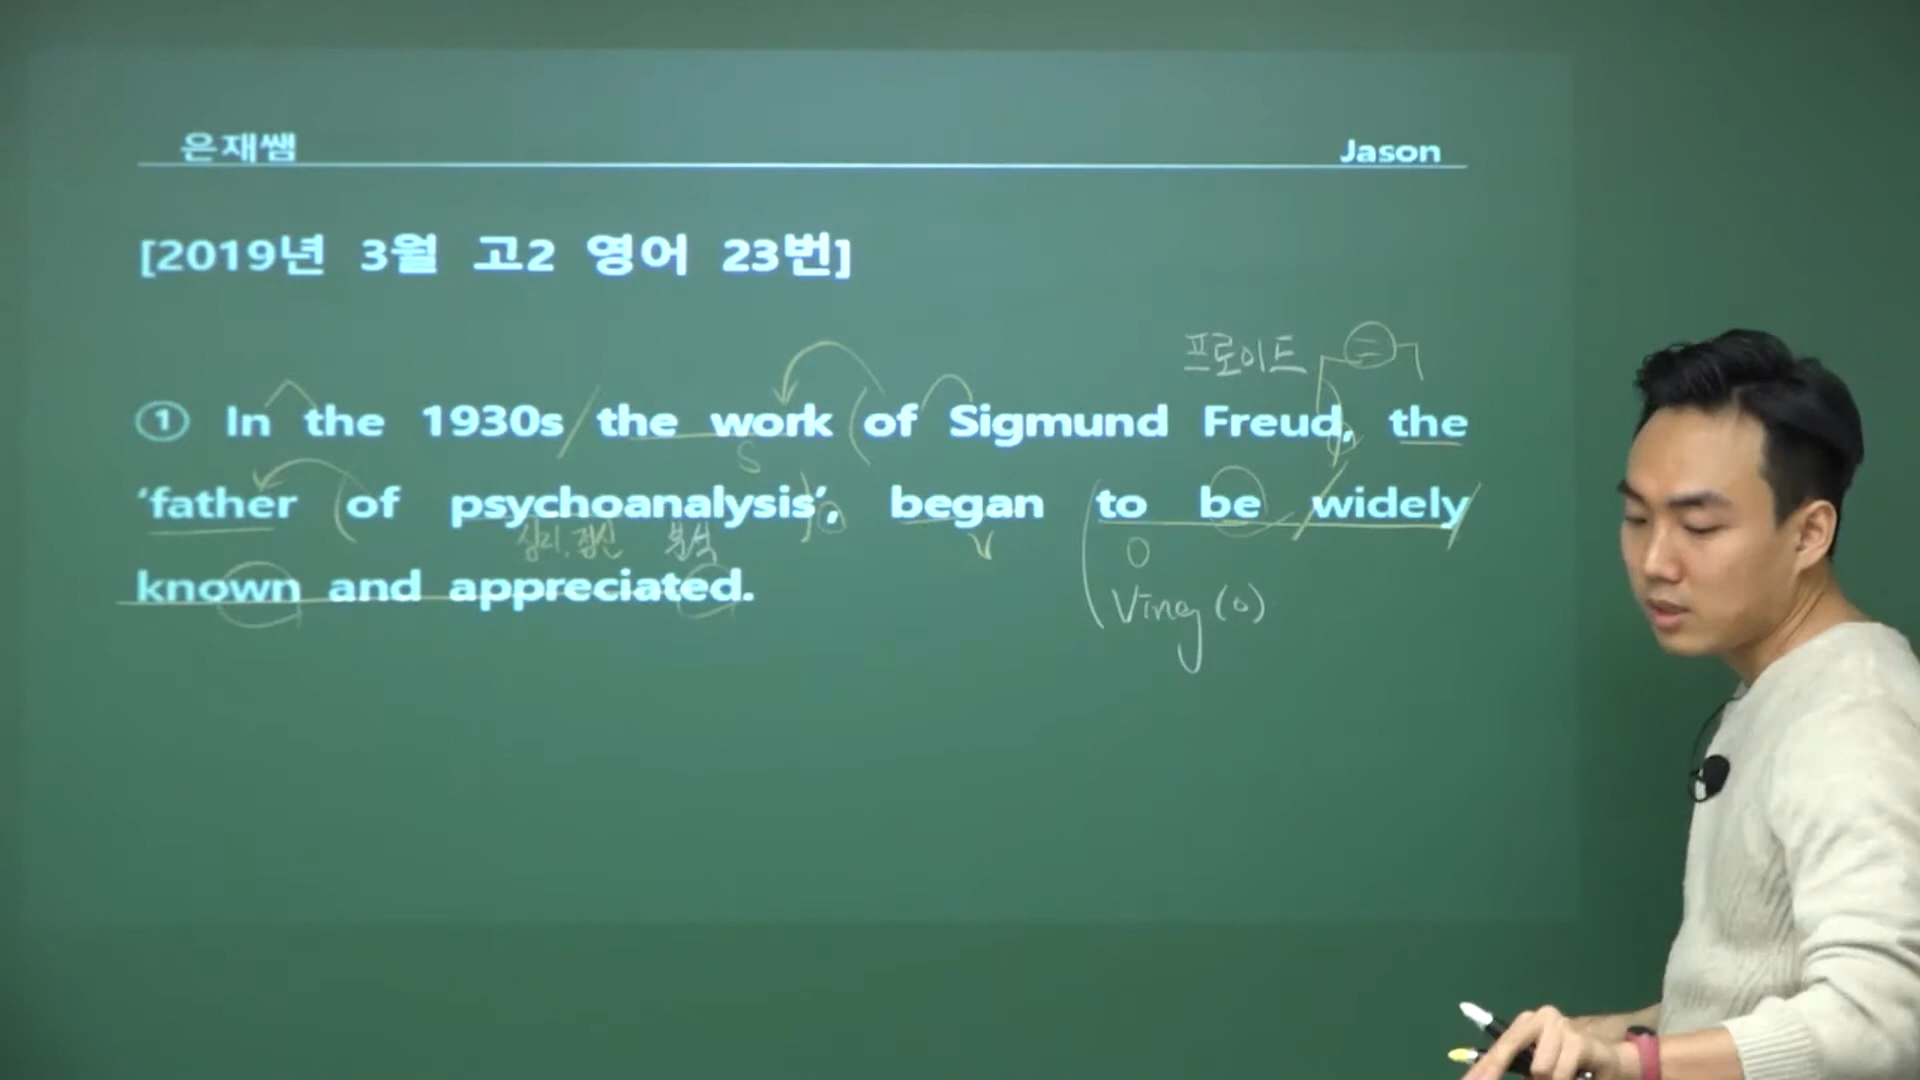 은재쌤 Jason
[2019년 3월 고2 영어 23번]
프로이트 =
① In the 1930s the work of Sigmund Freud, the
S
‘father of psychoanalysis’, began to be widely
심리, 정신 분석 V O
known and appreciated.
Ving (o)